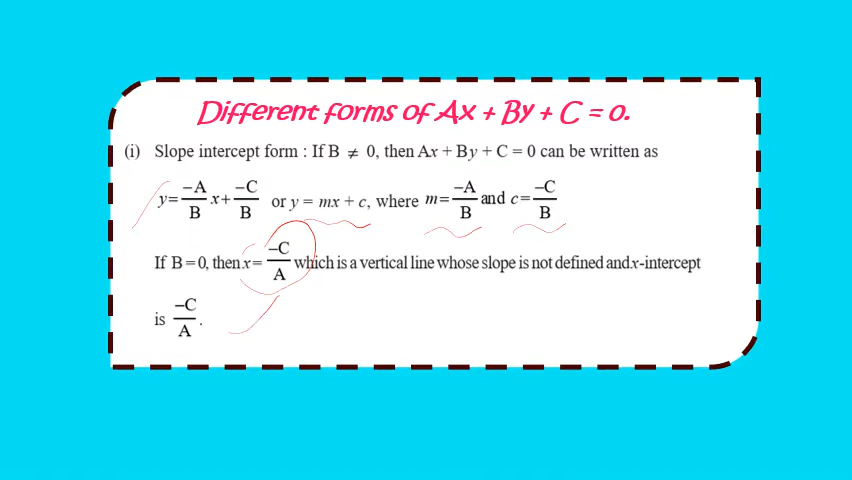 Different forms of Ax + By + C = 0.
(i) Slope intercept form : If B ≠ 0, then Ax + By + C = 0 can be written as
y = −A/B x + −C/B or y = mx + c, where m = −A/B and c = −C/B
If B = 0, then x = −C/A which is a vertical line whose slope is not defined and x-intercept
is −C/A .